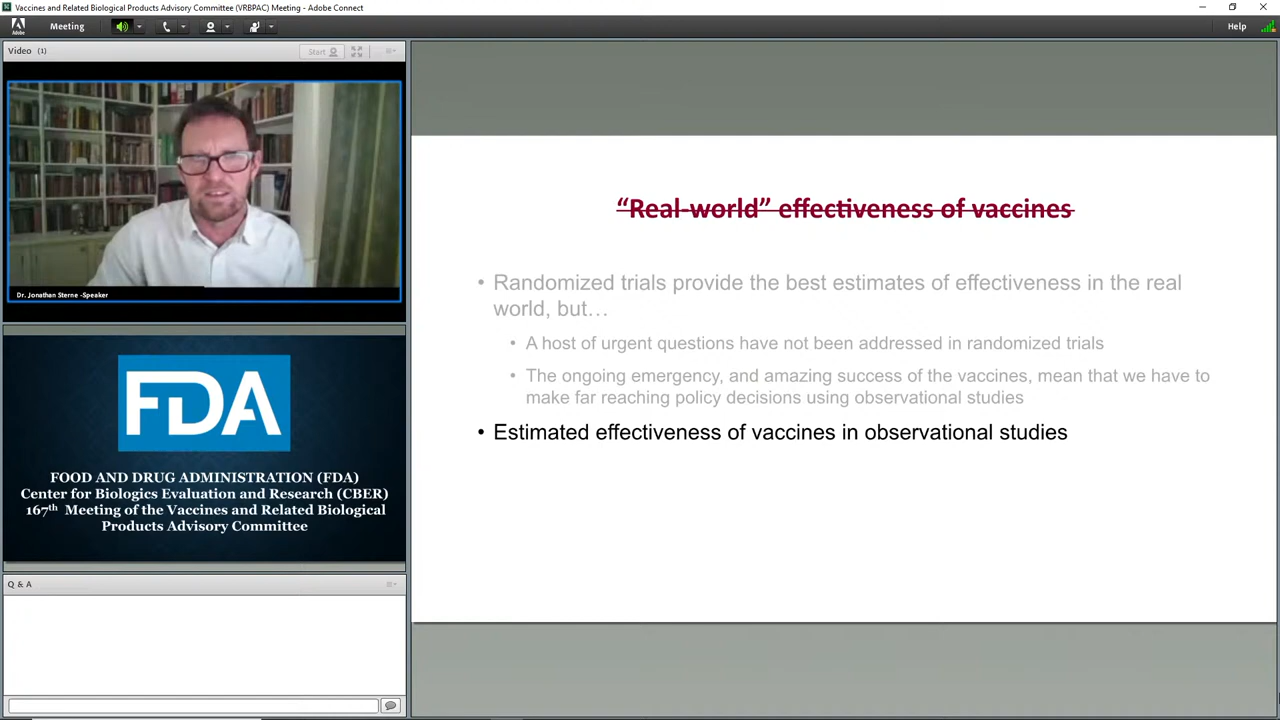 Vaccines and Related Biological Products Advisory Committee (VRBPAC) Meeting - Adobe Connect
Adobe
Meeting
Help
Video (1)
Start
Dr. Jonathan Sterne -Speaker
FDA
FOOD AND DRUG ADMINISTRATION (FDA)
Center for Biologics Evaluation and Research (CBER)
167th Meeting of the Vaccines and Related Biological
Products Advisory Committee
Q & A
“Real-world” effectiveness of vaccines
• Randomized trials provide the best estimates of effectiveness in the real
world, but…
• A host of urgent questions have not been addressed in randomized trials
• The ongoing emergency, and amazing success of the vaccines, mean that we have to
make far reaching policy decisions using observational studies
• Estimated effectiveness of vaccines in observational studies